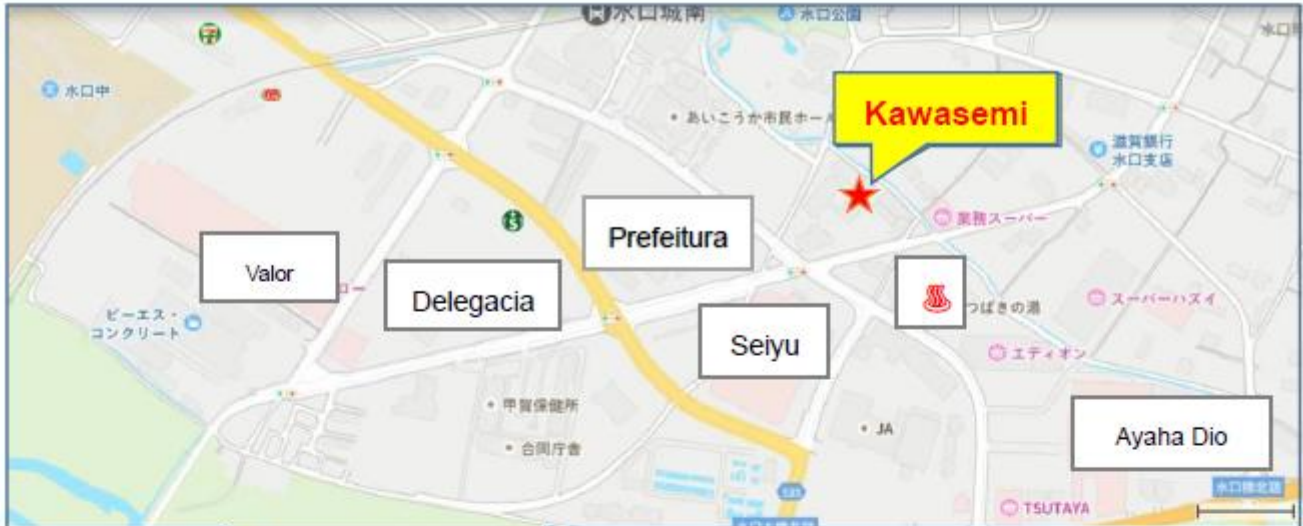 水口城南
水口公園
水口中
あいこうか市民ホー
Kawasemi
滋賀銀行
水口支店
業務スーパー
Prefeitura
Valor
ロー
Delegacia
Seiyu
つばきの湯
スーパーハズイ
エディオン
ピーエス・
コンクリート
甲賀保健所
合同庁舎
JA
Ayaha Dio
TSUTAYA